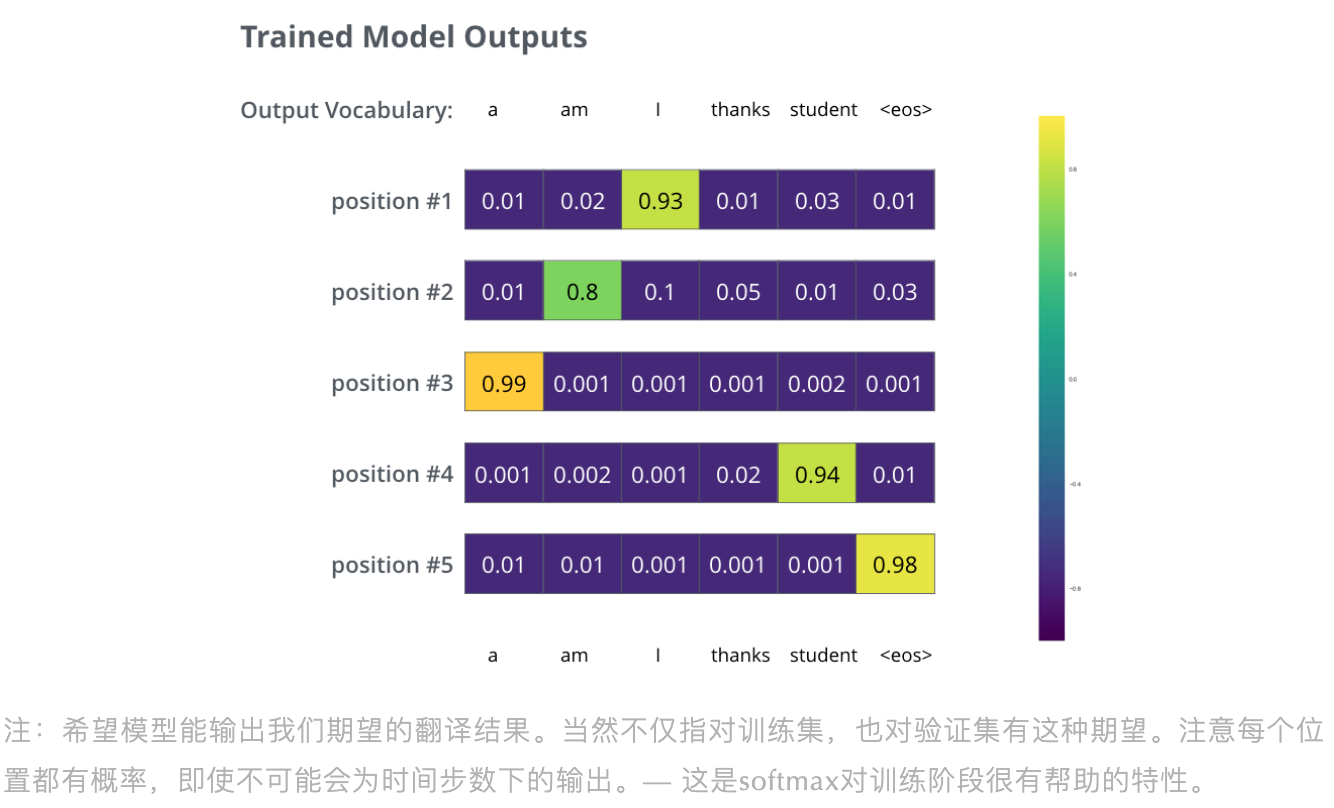 Trained Model Outputs
Output Vocabulary: a am I thanks student <eos>
position #1 0.01 0.02 0.93 0.01 0.03 0.01
0.8
position #2 0.01 0.8 0.1 0.05 0.01 0.03
0.4
position #3 0.99 0.001 0.001 0.001 0.002 0.001
0.0
position #4 0.001 0.002 0.001 0.02 0.94 0.01
-0.4
position #5 0.01 0.01 0.001 0.001 0.001 0.98
-0.8
a am I thanks student <eos>
注：希望模型能输出我们期望的翻译结果。当然不仅指对训练集，也对验证集有这种期望。注意每个位
置都有概率，即使不可能会为时间步数下的输出。— 这是softmax对训练阶段很有帮助的特性。